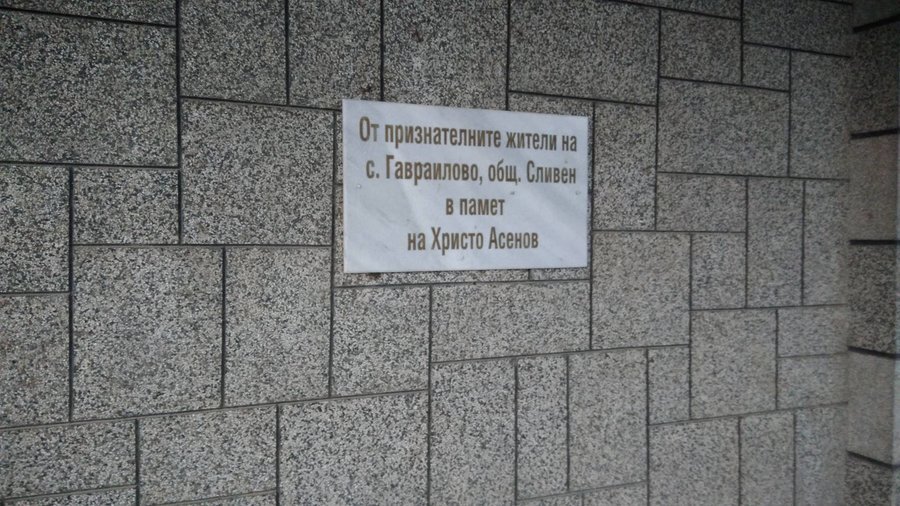 От признателните жители на
с. Гавраилово, общ. Сливен
в памет
на Христо Асенов